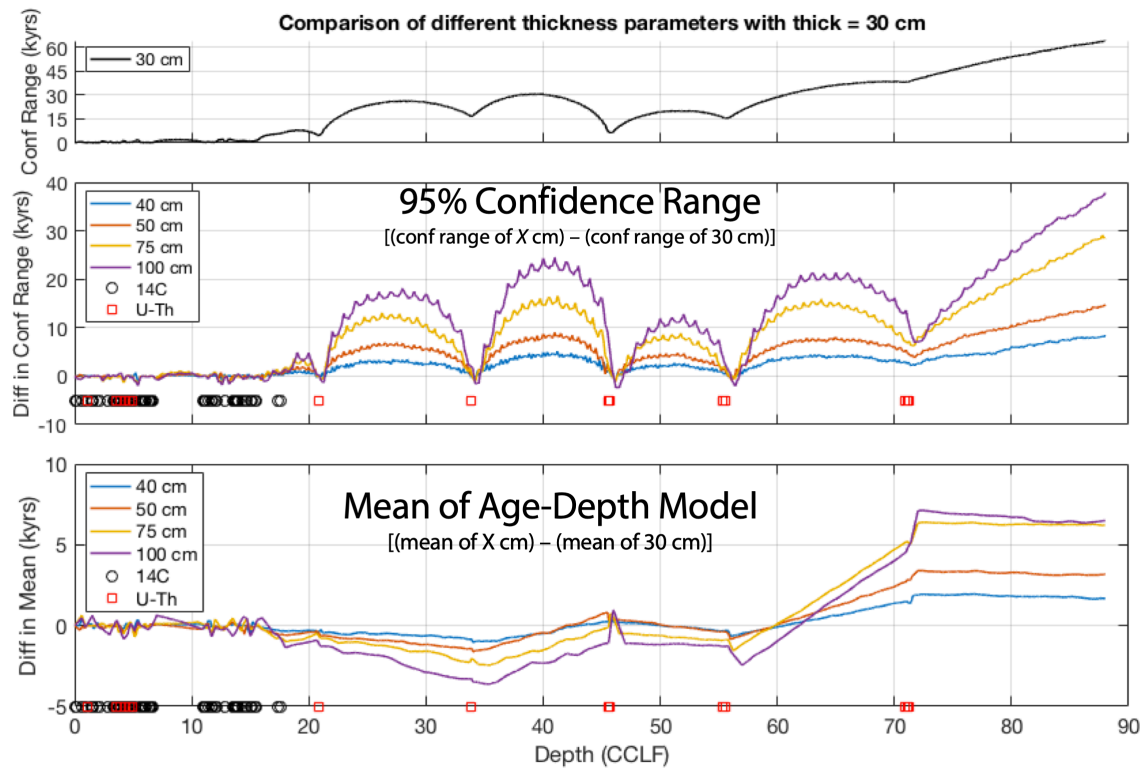 Comparison of different thickness parameters with thick = 30 cm
Conf Range (kyrs)
60
45
30
15
0
30 cm
Diff in Conf Range (kyrs)
40
30
20
10
0
-10
40 cm
50 cm
75 cm
100 cm
14C
U-Th
95% Confidence Range
[(conf range of X cm) – (conf range of 30 cm)]
Diff in Mean (kyrs)
10
5
0
-5
40 cm
50 cm
75 cm
100 cm
14C
U-Th
Mean of Age-Depth Model
[(mean of X cm) – (mean of 30 cm)]
0 10 20 30 40 50 60 70 80 90
Depth (CCLF)